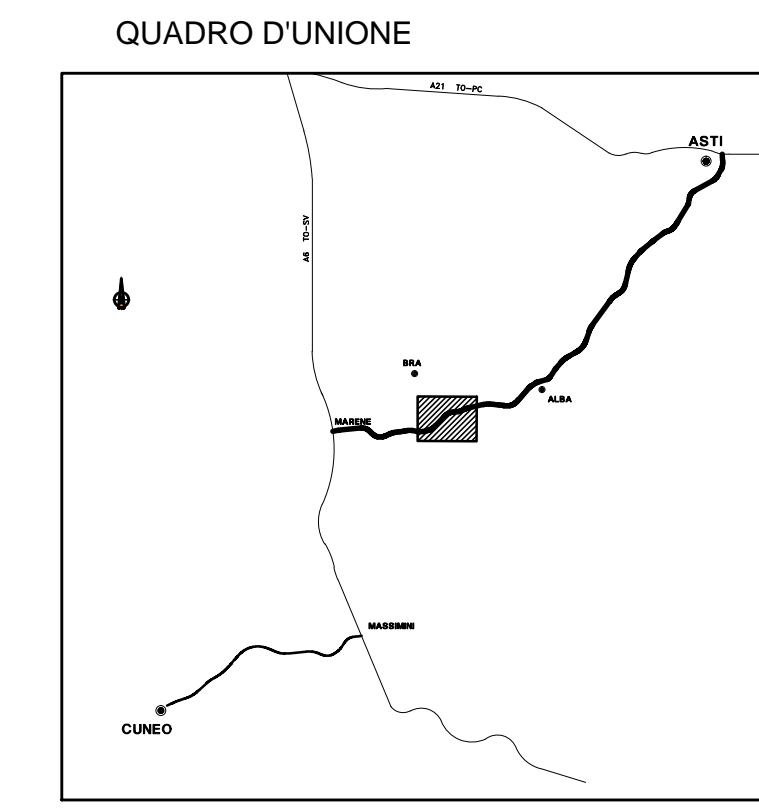 QUADRO D'UNIONE
A21 TO-PC
ASTI
A6 TO-SV
BRA
ALBA
MARENE
MASSIMINI
CUNEO